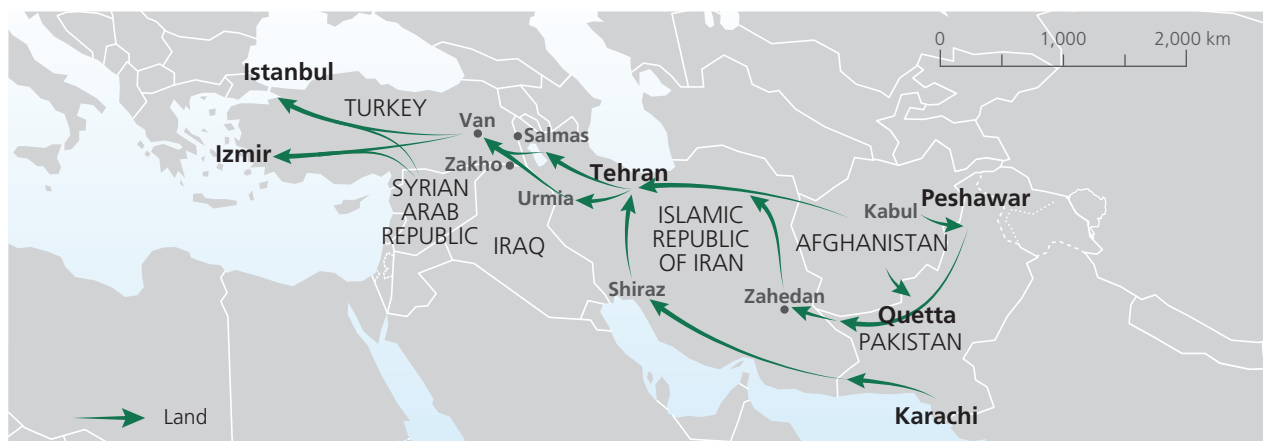 0 1,000 2,000 km
Istanbul
TURKEY
Van
Salmas
Izmir
Zakho
Tehran
SYRIAN
ARAB
REPUBLIC
Urmia
IRAQ
ISLAMIC
REPUBLIC
OF IRAN
Kabul
Peshawar
AFGHANISTAN
Shiraz
Zahedan
Quetta
PAKISTAN
Karachi
Land